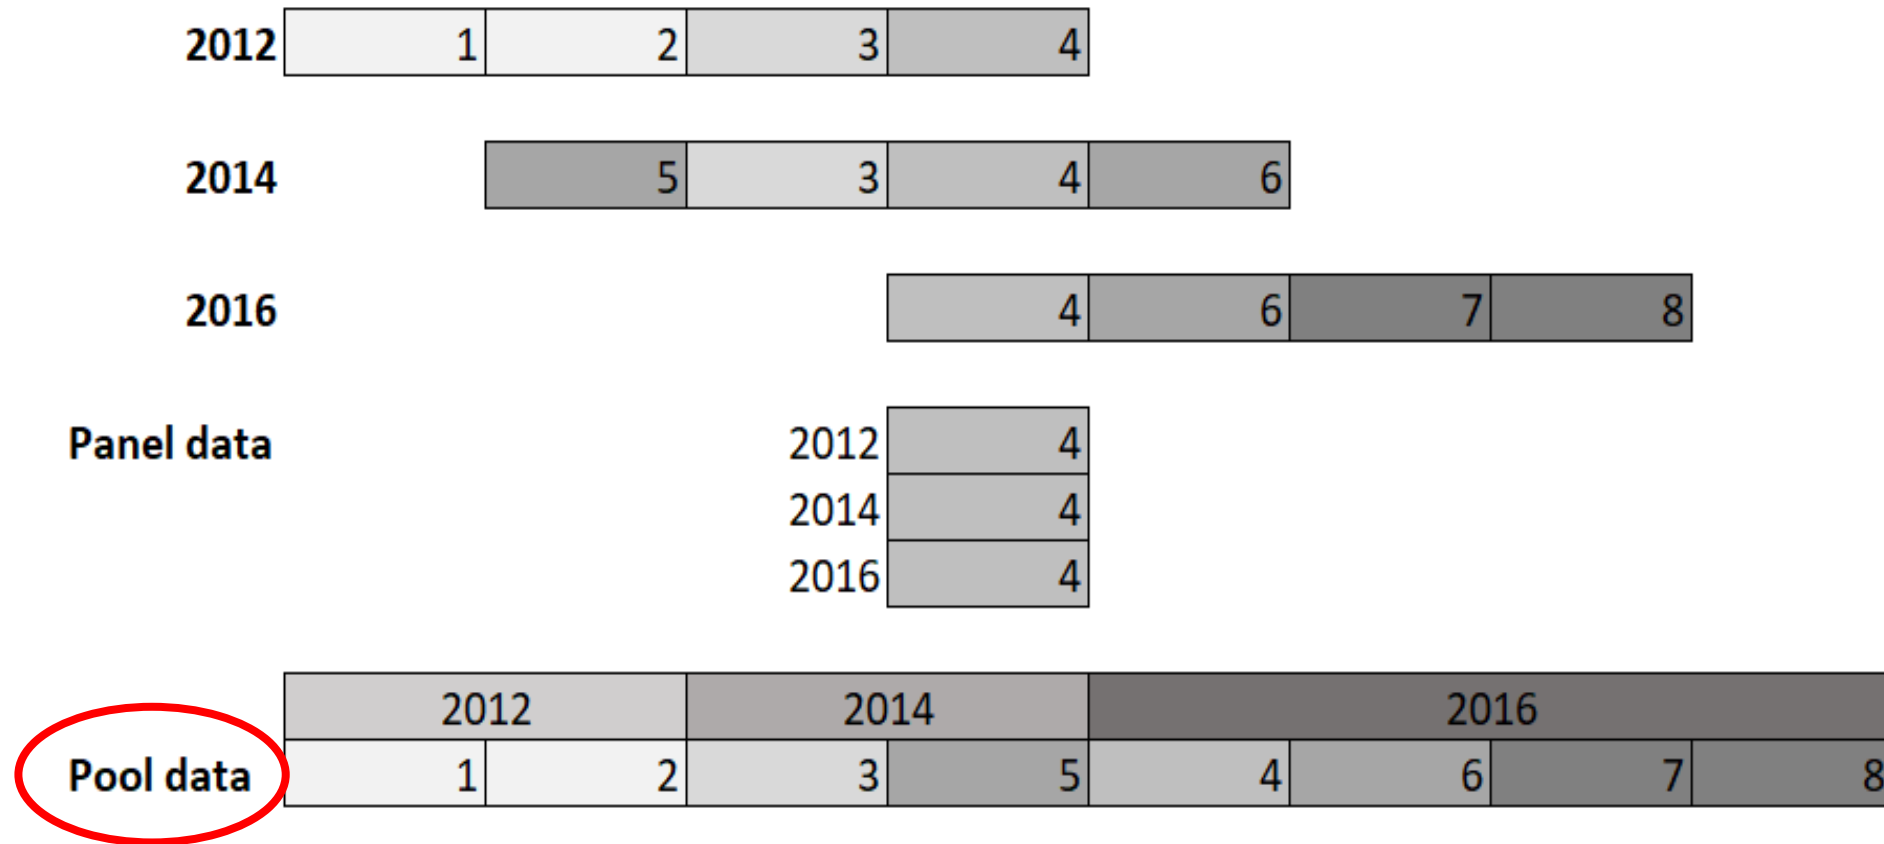 2012 1 2 3 4
2014 5 3 4 6
2016 4 6 7 8
Panel data 2012 4
2014 4
2016 4
2012 2014 2016
Pool data 1 2 3 5 4 6 7 8